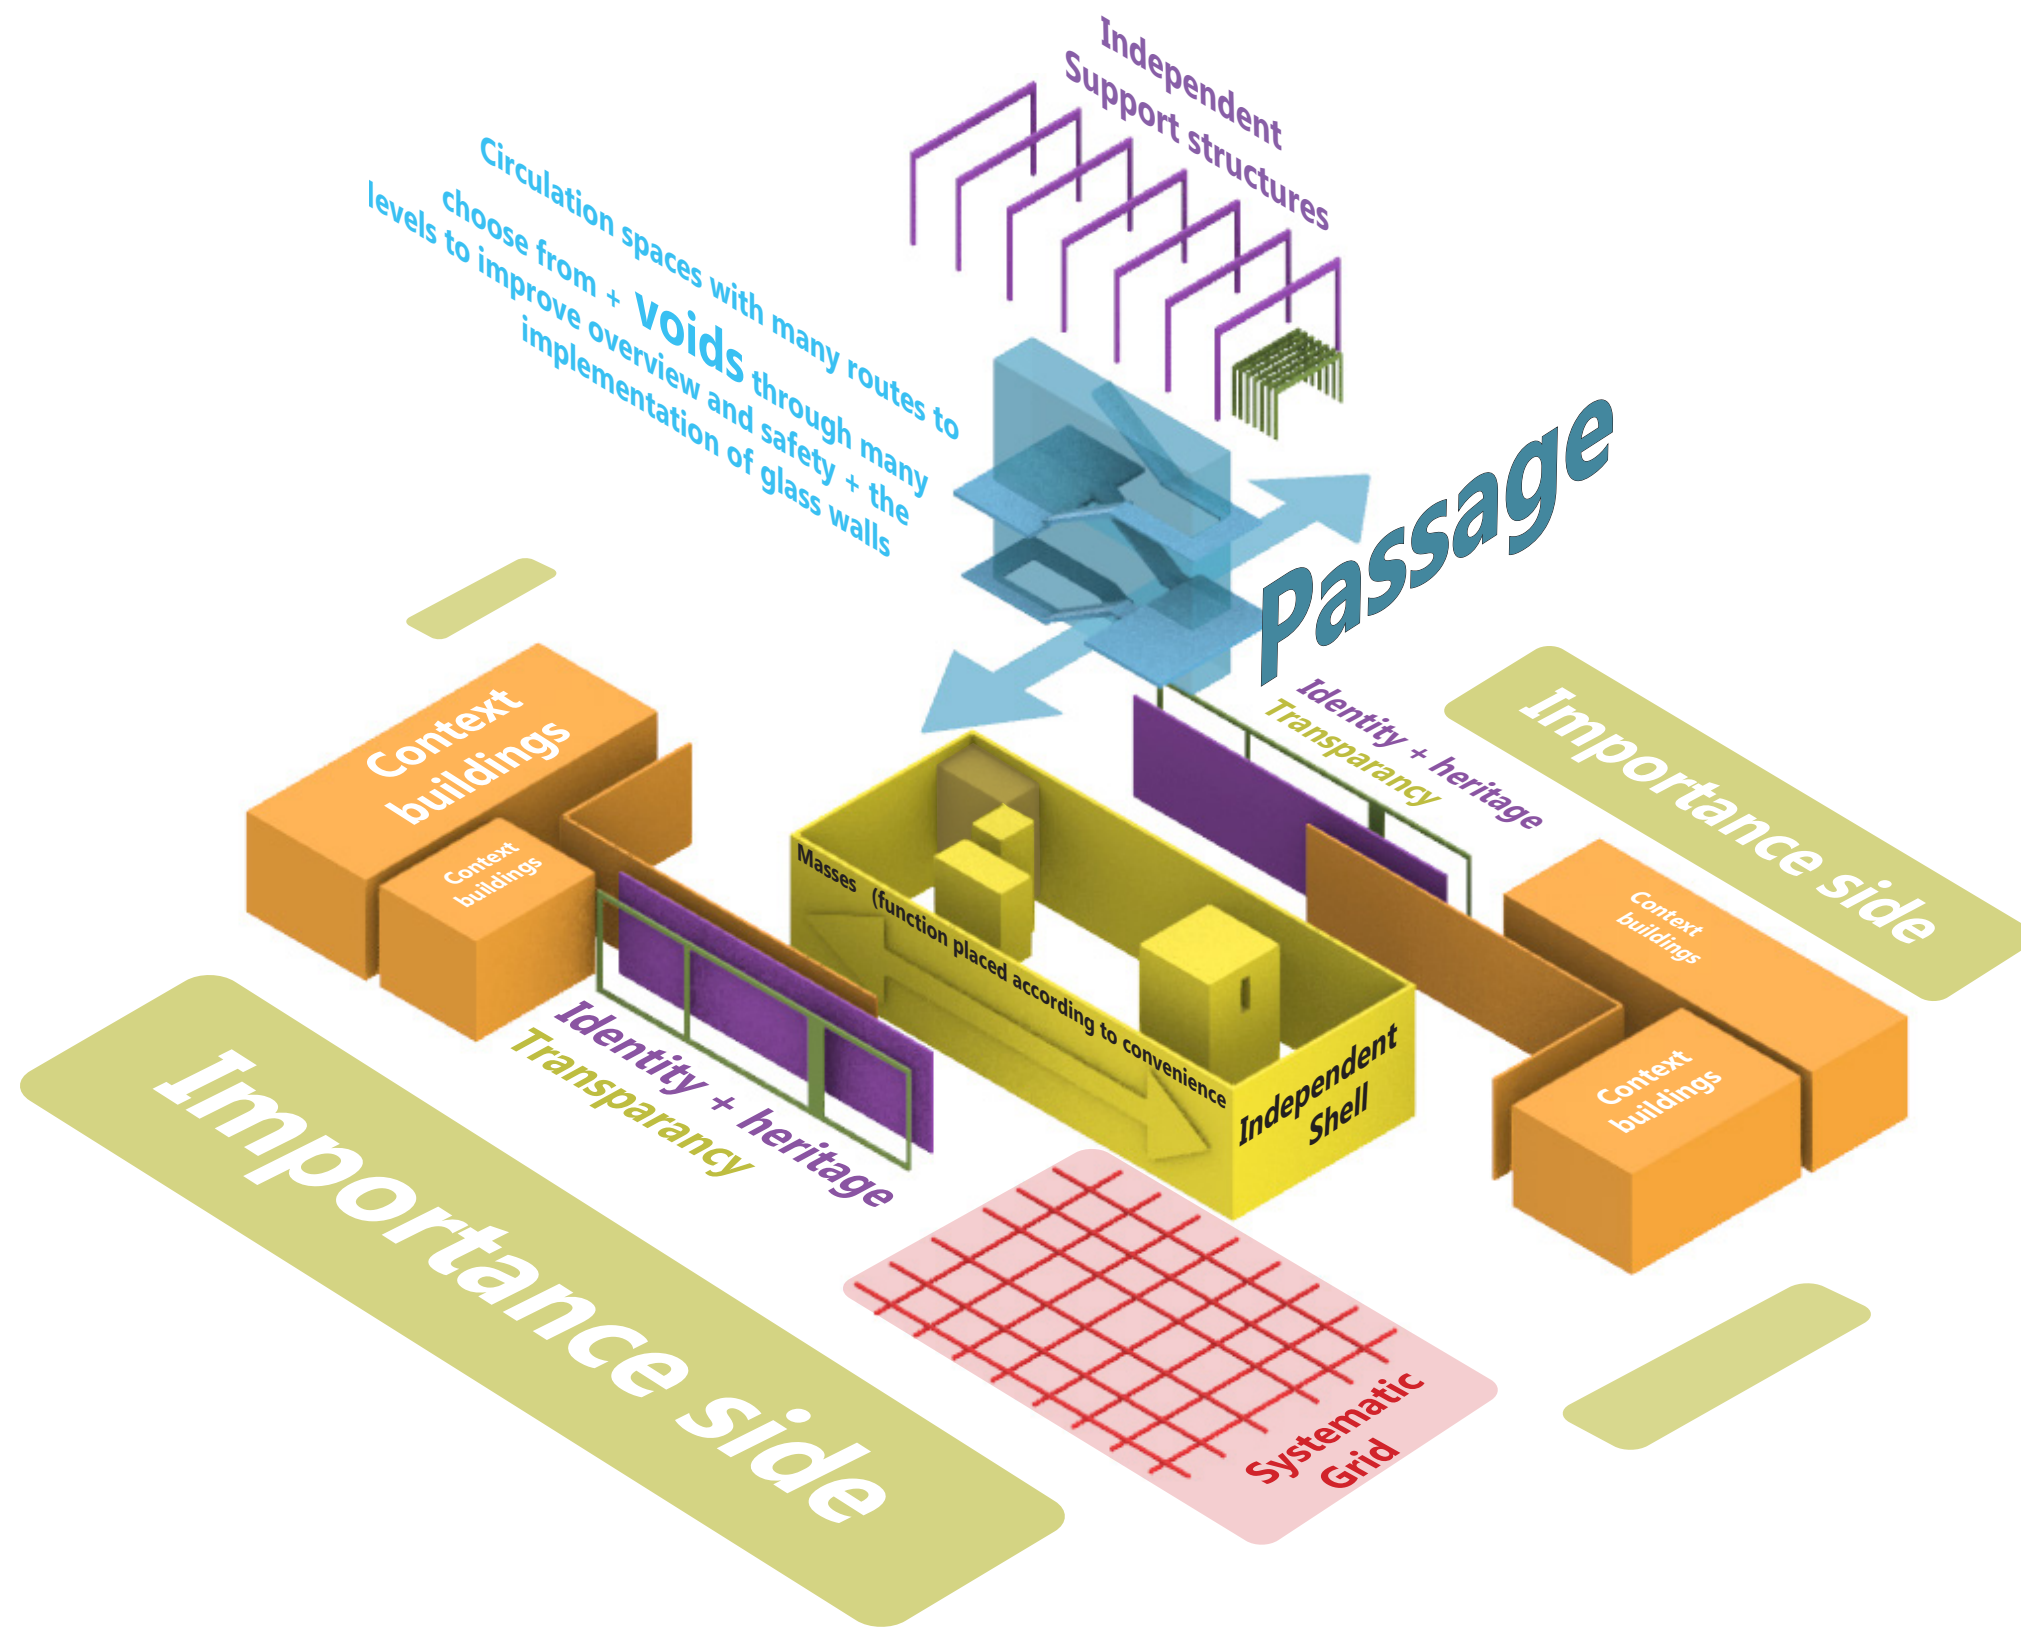 Independent
Support structures
Circulation spaces with many routes to
choose from + voids through many
levels to improve overview and safety + the
implementation of glass walls
Passage
Identity + heritage
Transparancy
Importance side
Context
buildings
Context
buildings
Masses (function placed according to convenience
Independent
Shell
Context
buildings
Context
buildings
Identity + heritage
Transparancy
Importance side
Systematic
Grid